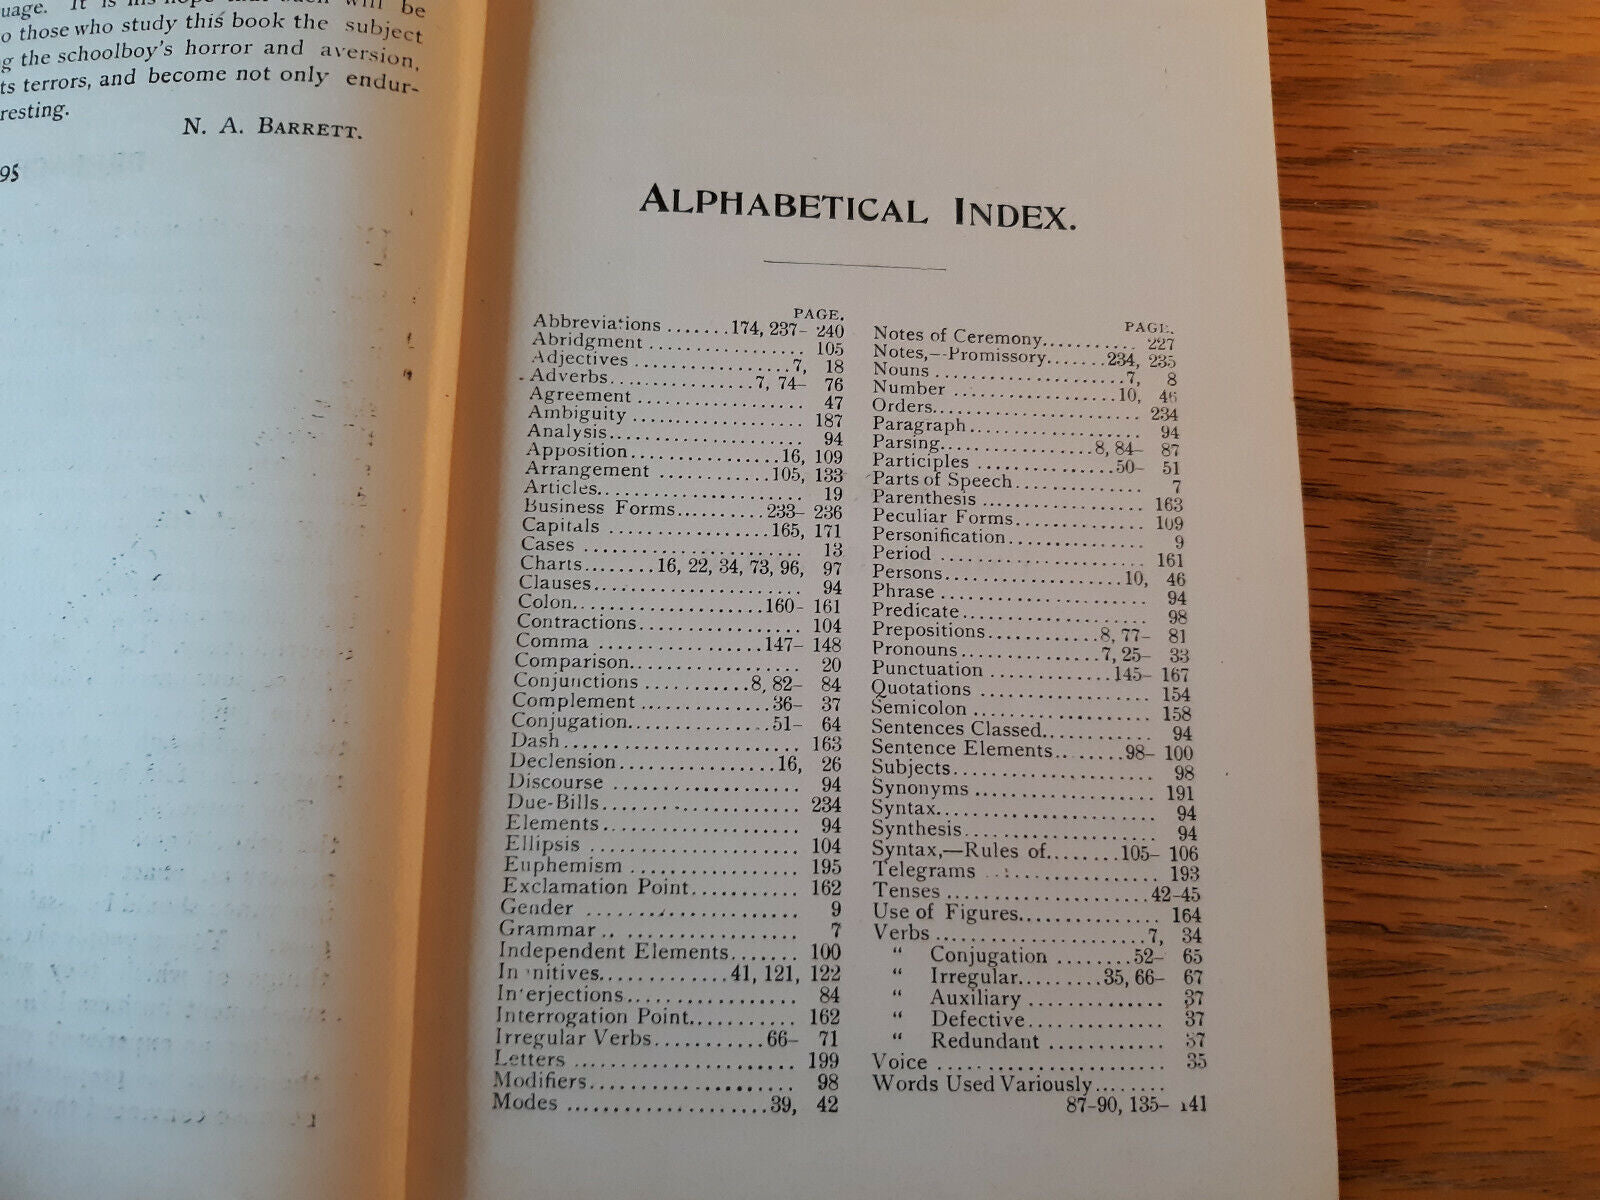 uage. It is his hope that such will be
o those who study this book the subject
g the schoolboy's horror and aversion,
ts terrors, and become not only endur-
resting.
N. A. BARRETT.
95
ALPHABETICAL INDEX.
PAGE.
Abbreviations .......174, 237- 240
Abridgment ................. 105
Adjectives .................7, 18
Adverbs...............7, 74- 76
Agreement .................. 47
Ambiguity .................. 187
Analysis.................... 94
Apposition................16, 109
Arrangement ............105, 133
Articles..................... 19
Business Forms..........233- 236
Capitals .................165, 171
Cases ....................... 13
Charts........16, 22, 34, 73, 96, 97
Clauses...................... 94
Colon....................160- 161
Contractions................. 104
Comma ..................147- 148
Comparison.................. 20
Conjunctions ...........8, 82- 84
Complement ..............36- 37
Conjugation...............51- 64
Dash........................ 163
Declension................16, 26
Discourse ................... 94
Due-Bills.................... 234
Elements.................... 94
Ellipsis ..................... 104
Euphemism ................. 195
Exclamation Point........... 162
Gender ..................... 9
Grammar .. ................. 7
Independent Elements....... 100
In nitives............41, 121, 122
Interjections................. 84
Interrogation Point........... 162
Irregular Verbs............66- 71
Letters ...................... 199
Modifiers.................... 98
Modes ....................39, 42
PAGE.
Notes of Ceremony........... 227
Notes,—Promissory.......234, 235
Nouns ....................7, 8
Number ..................10, 46
Orders...................... 234
Paragraph.................. 94
Parsing................8, 84- 87
Participles ...............50- 51
Parts of Speech.............. 7
Parenthesis ................. 163
Peculiar Forms.............. 109
Personification............... 9
Period ...................... 161
Persons...................10, 46
Phrase ...................... 94
Predicate.................... 98
Prepositions............8, 77- 81
Pronouns...............7, 25- 33
Punctuation .............145- 167
Quotations .................. 154
Semicolon ................... 158
Sentences Classed............ 94
Sentence Elements.. ......98- 100
Subjects..................... 98
Synonyms ................... 191
Syntax...................... 94
Synthesis.................... 94
Syntax,—Rules of........105- 106
Telegrams .................. 193
Tenses ....................42-45
Use of Figures............... 164
Verbs .....................7, 34
“ Conjugation .........52- 65
“ Irregular.........35, 66- 67
“ Auxiliary .............. 37
“ Defective............... 37
“ Redundant ............ 37
Voice ....................... 35
Words Used Variously........
87-90, 135- 141